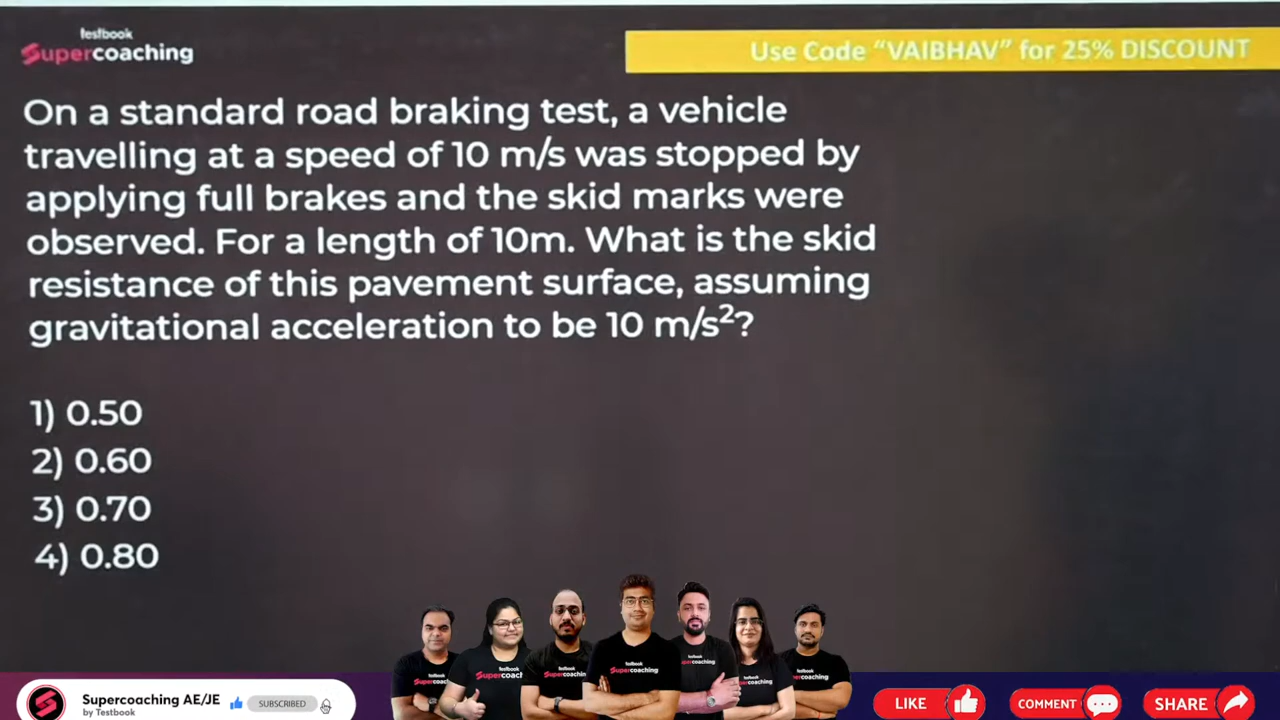 testbook
Supercoaching
Use Code “VAIBHAV” for 25% DISCOUNT
On a standard road braking test, a vehicle
travelling at a speed of 10 m/s was stopped by
applying full brakes and the skid marks were
observed. For a length of 10m. What is the skid
resistance of this pavement surface, assuming
gravitational acceleration to be 10 m/s²?
1) 0.50
2) 0.60
3) 0.70
4) 0.80
Supercoaching AE/JE
by Testbook
SUBSCRIBED
LIKE
COMMENT
SHARE